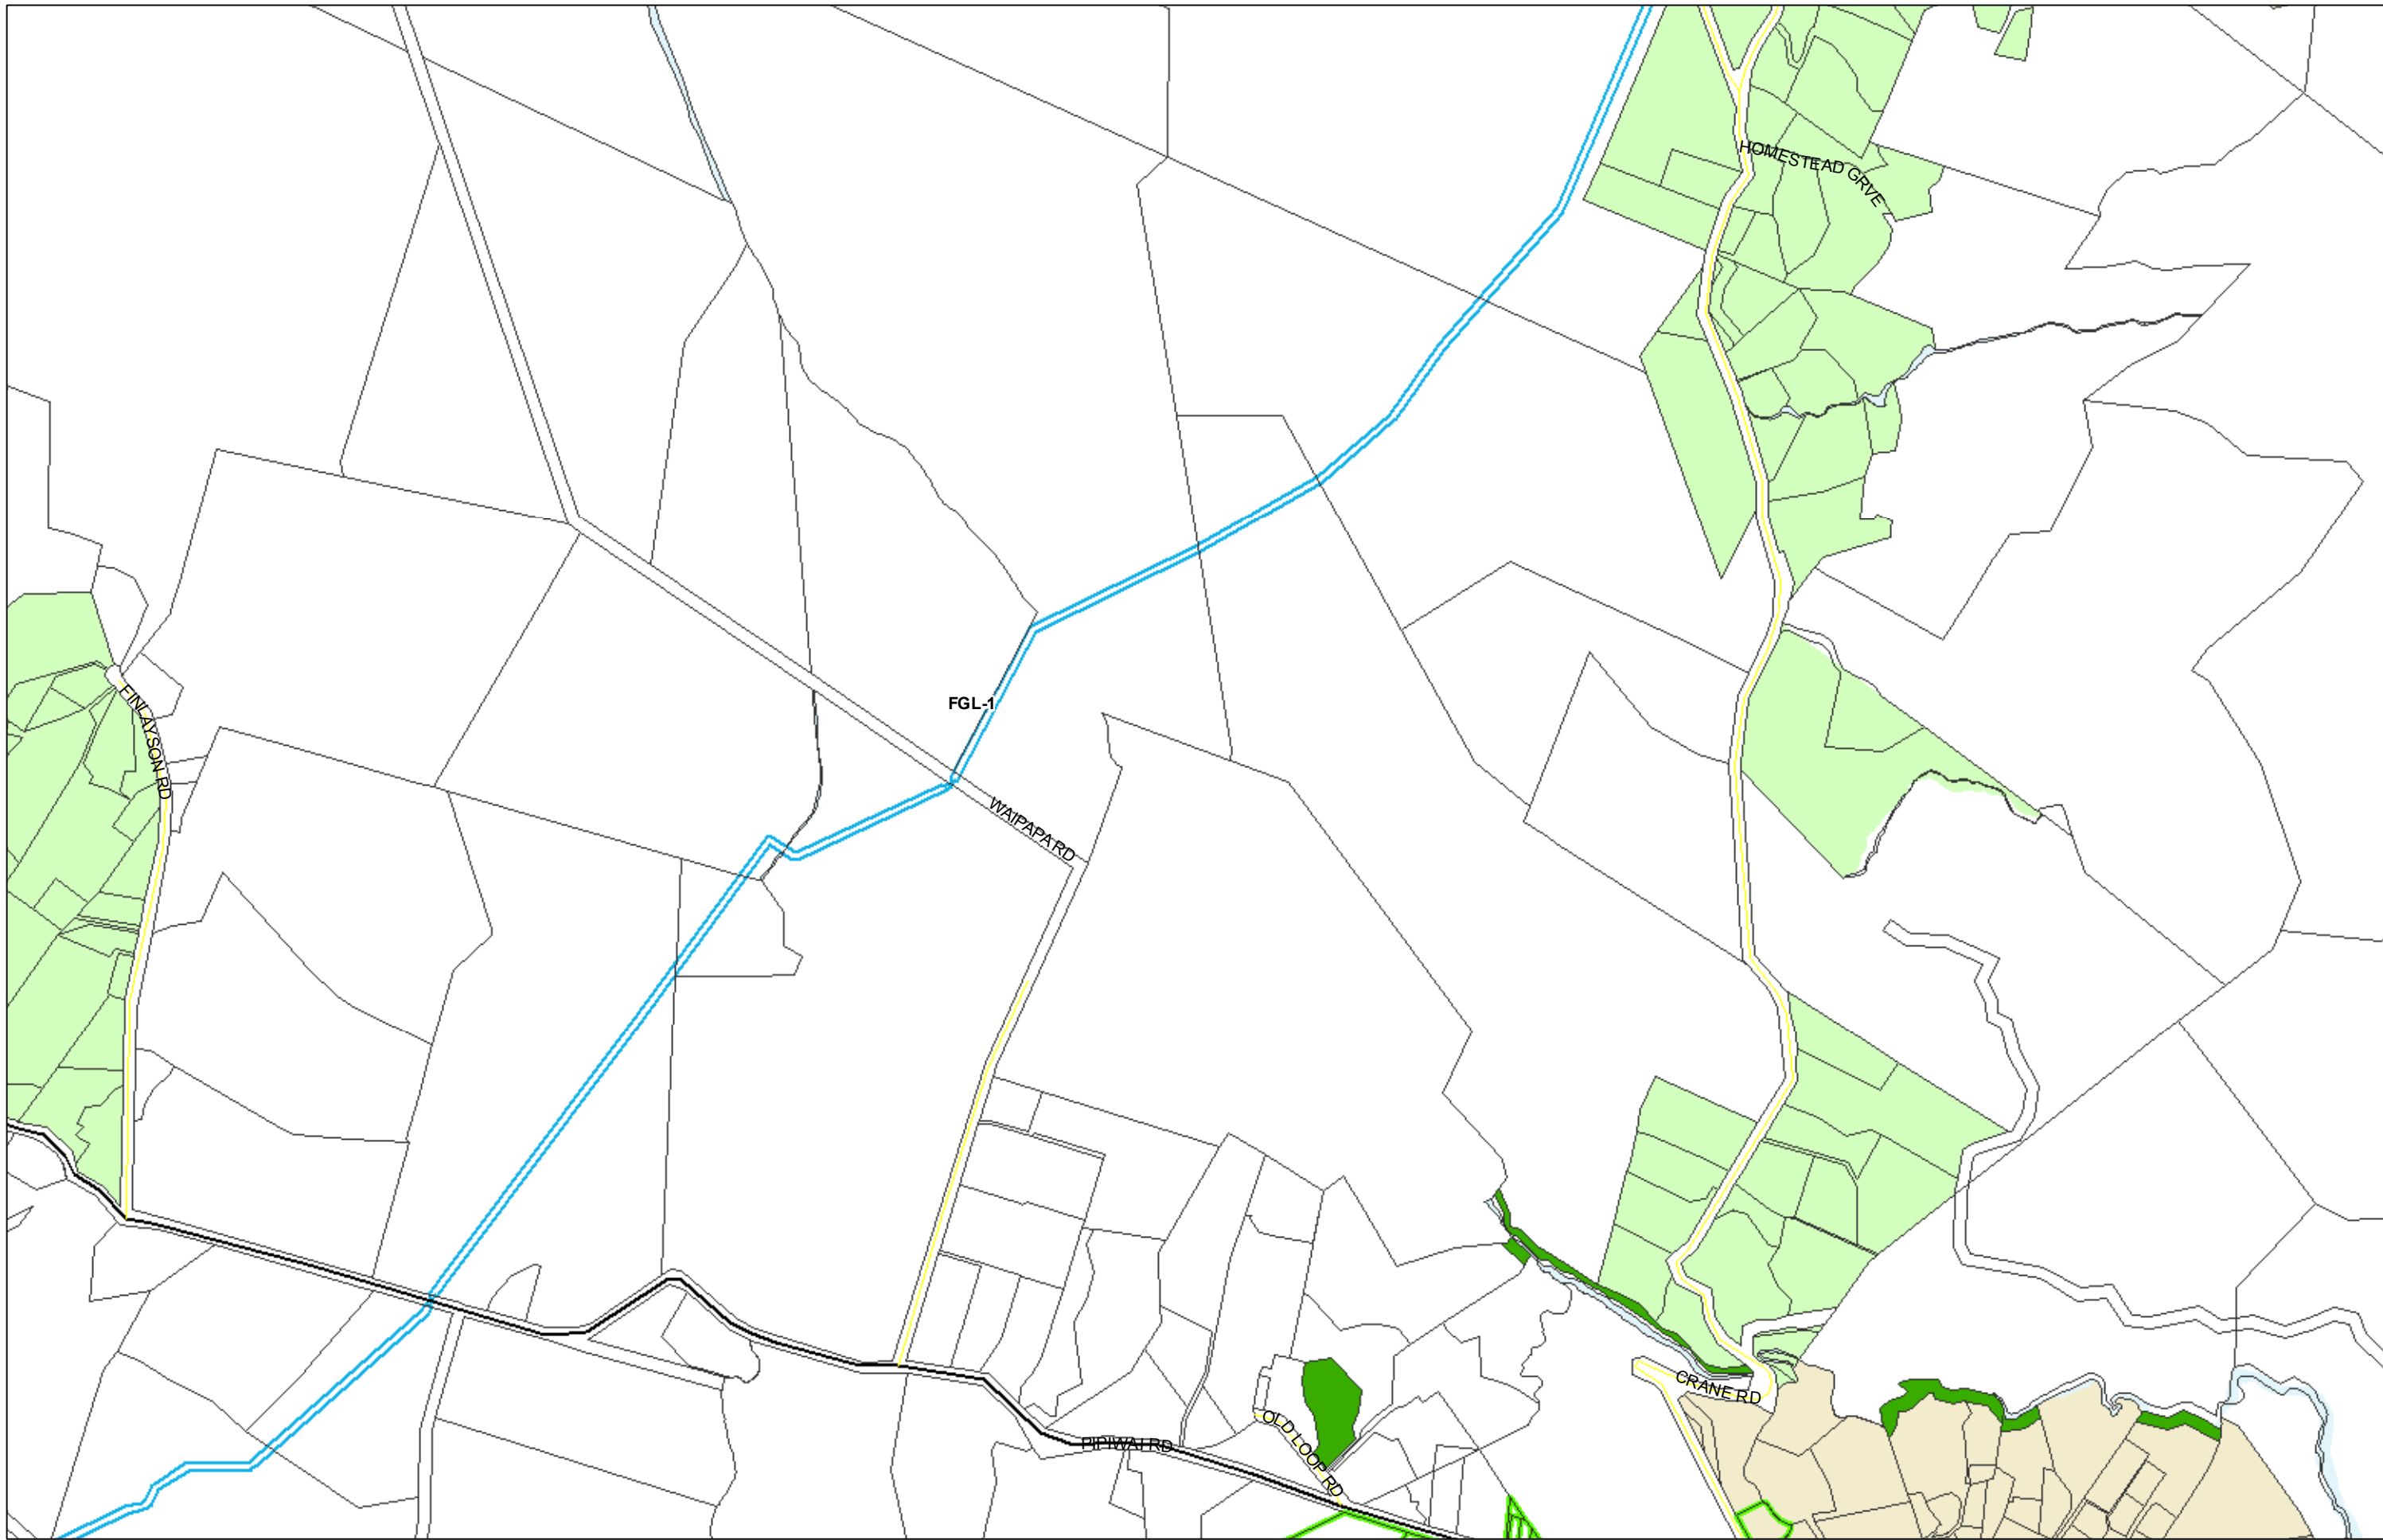 HOMESTEAD GRVE
FINLAYSON RD
FGL-1
WAIPAPA RD
CRANE RD
OLD LOOP RD
PIPIWAI RD